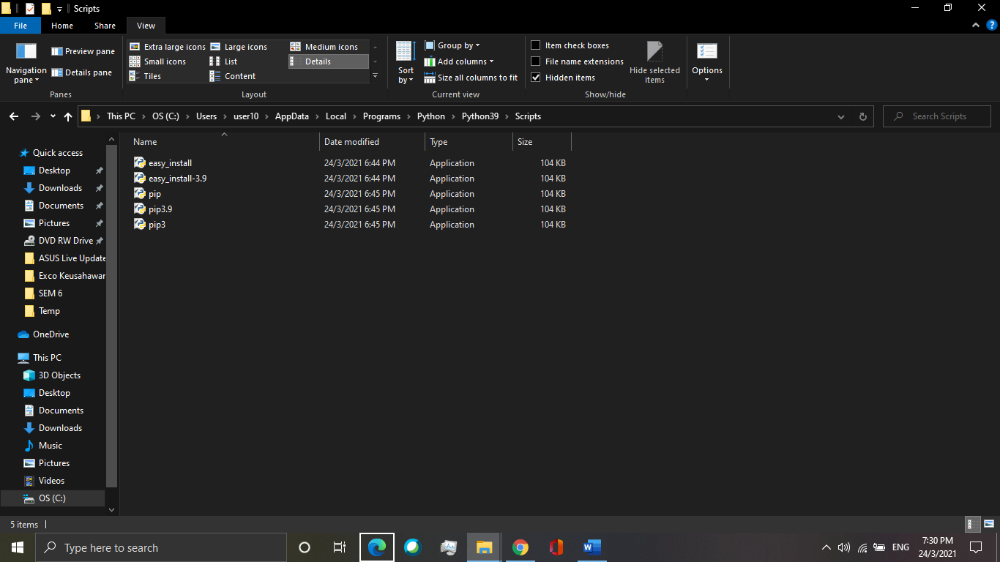 Scripts
File Home Share View
Navigation pane
Preview pane
Details pane
Panes
Extra large icons Large icons Medium icons
Small icons List Details
Tiles Content
Layout
Sort by
Group by
Add columns
Size all columns to fit
Current view
Item check boxes
File name extensions
Hidden items
Hide selected items
Show/hide
Options
This PC OS (C:) Users user10 AppData Local Programs Python Python39 Scripts
Search Scripts
Name Date modified Type Size
easy_install 24/3/2021 6:44 PM Application 104 KB
easy_install-3.9 24/3/2021 6:44 PM Application 104 KB
pip 24/3/2021 6:45 PM Application 104 KB
pip3.9 24/3/2021 6:45 PM Application 104 KB
pip3 24/3/2021 6:45 PM Application 104 KB
Quick access
Desktop
Downloads
Documents
Pictures
DVD RW Drive
ASUS Live Update
Exco Keusahawan
SEM 6
Temp
OneDrive
This PC
3D Objects
Desktop
Documents
Downloads
Music
Pictures
Videos
OS (C:)
5 items
Type here to search
ENG
7:30 PM
24/3/2021